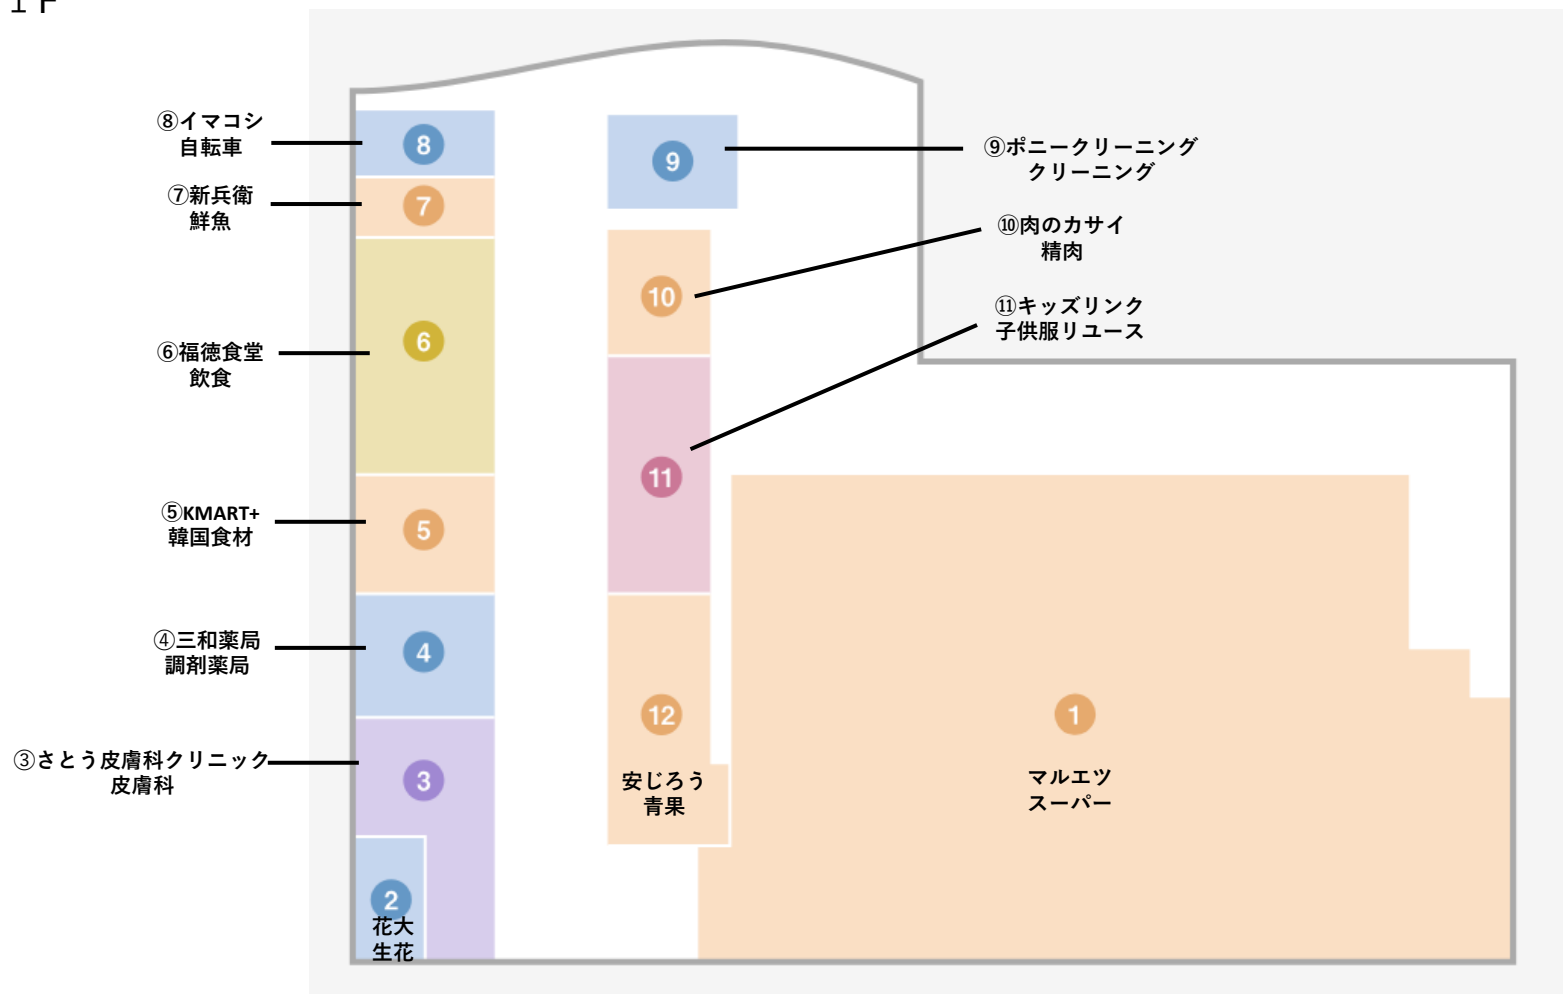 1F
⑧イマコシ
自転車
⑦新兵衛
鮮魚
⑥福徳食堂
飲食
⑤KMART+
韓国食材
④三和薬局
調剤薬局
③さとう皮膚科クリニック
皮膚科
8
7
6
5
4
3
2
花大
生花
9
10
11
12
安じろう
青果
1
マルエツ
スーパー
⑨ポニークリーニング
クリーニング
⑩肉のカサイ
精肉
⑪キッズリンク
子供服リユース